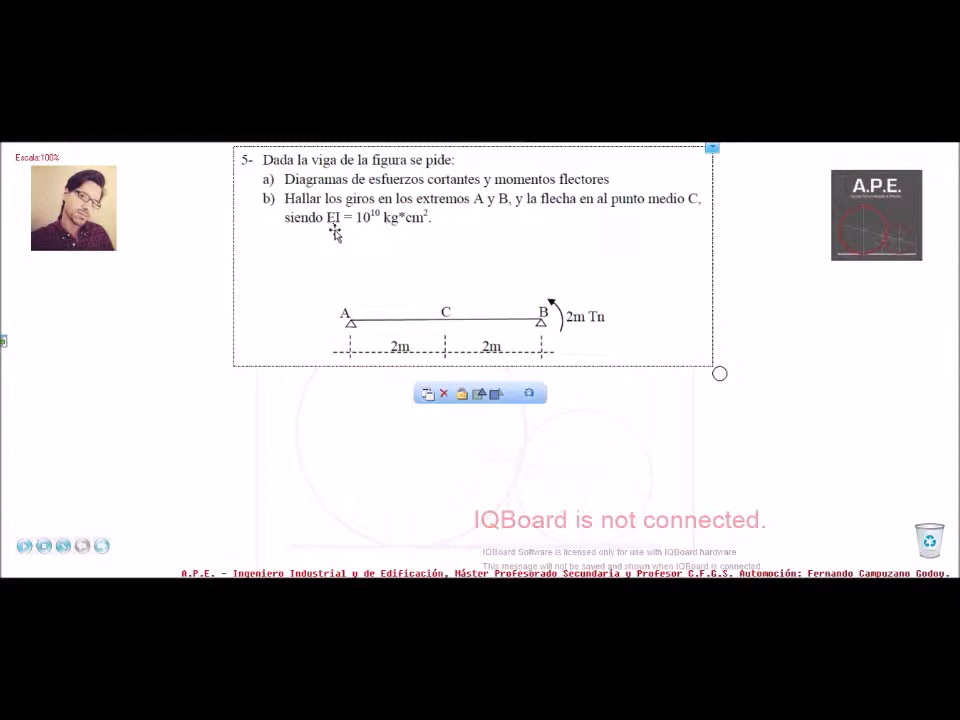 Escala:100%
5- Dada la viga de la figura se pide:
a) Diagramas de esfuerzos cortantes y momentos flectores
b) Hallar los giros en los extremos A y B, y la flecha en al punto medio C,
siendo EI = 10¹⁰ kg*cm².
A.P.E.
A C B 2m Tn
2m 2m
IQBoard is not connected.
IQBoard Software is licensed only for use with IQBoard hardware
This message will not be saved and shown when IQBoard is connected.
A.P.E. - Ingeniero Industrial y de Edificación, Máster Profesorado Secundaria y Profesor C.F.G.S. Automoción: Fernando Campuzano Godoy.